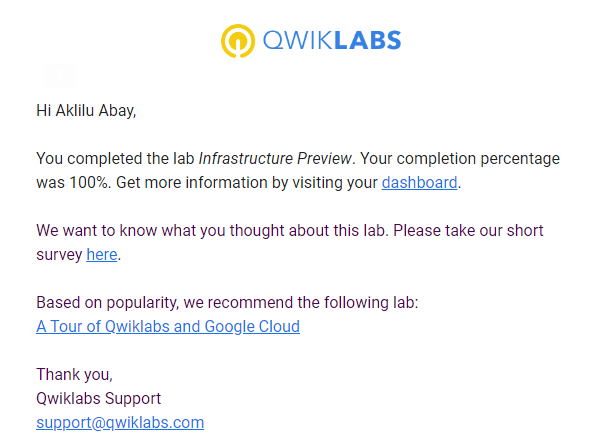 QWIKLABS
Hi Aklilu Abay,
You completed the lab Infrastructure Preview. Your completion percentage
was 100%. Get more information by visiting your dashboard.
We want to know what you thought about this lab. Please take our short
survey here.
Based on popularity, we recommend the following lab:
A Tour of Qwiklabs and Google Cloud
Thank you,
Qwiklabs Support
support@qwiklabs.com